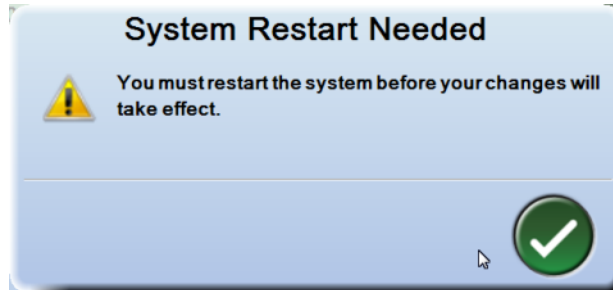 System Restart Needed
You must restart the system before your changes will
take effect.